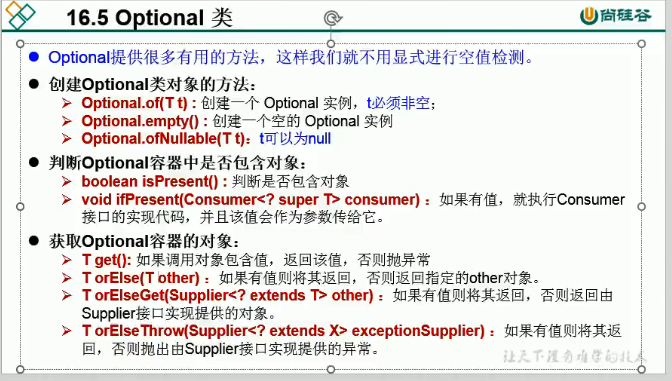 16.5 Optional 类
尚硅谷
Optional提供很多有用的方法，这样我们就不用显式进行空值检测。
创建Optional类对象的方法：
Optional.of(T t) : 创建一个 Optional 实例，t必须非空；
Optional.empty() : 创建一个空的 Optional 实例
Optional.ofNullable(T t)：t可以为null
判断Optional容器中是否包含对象：
boolean isPresent() : 判断是否包含对象
void ifPresent(Consumer<? super T> consumer) ：如果有值，就执行Consumer
接口的实现代码，并且该值会作为参数传给它。
获取Optional容器的对象：
T get(): 如果调用对象包含值，返回该值，否则抛异常
T orElse(T other) ：如果有值则将其返回，否则返回指定的other对象。
T orElseGet(Supplier<? extends T> other) ：如果有值则将其返回，否则返回由
Supplier接口实现提供的对象。
T orElseThrow(Supplier<? extends X> exceptionSupplier) ：如果有值则将其返
回，否则抛出由Supplier接口实现提供的异常。
让天下没有难学的技术